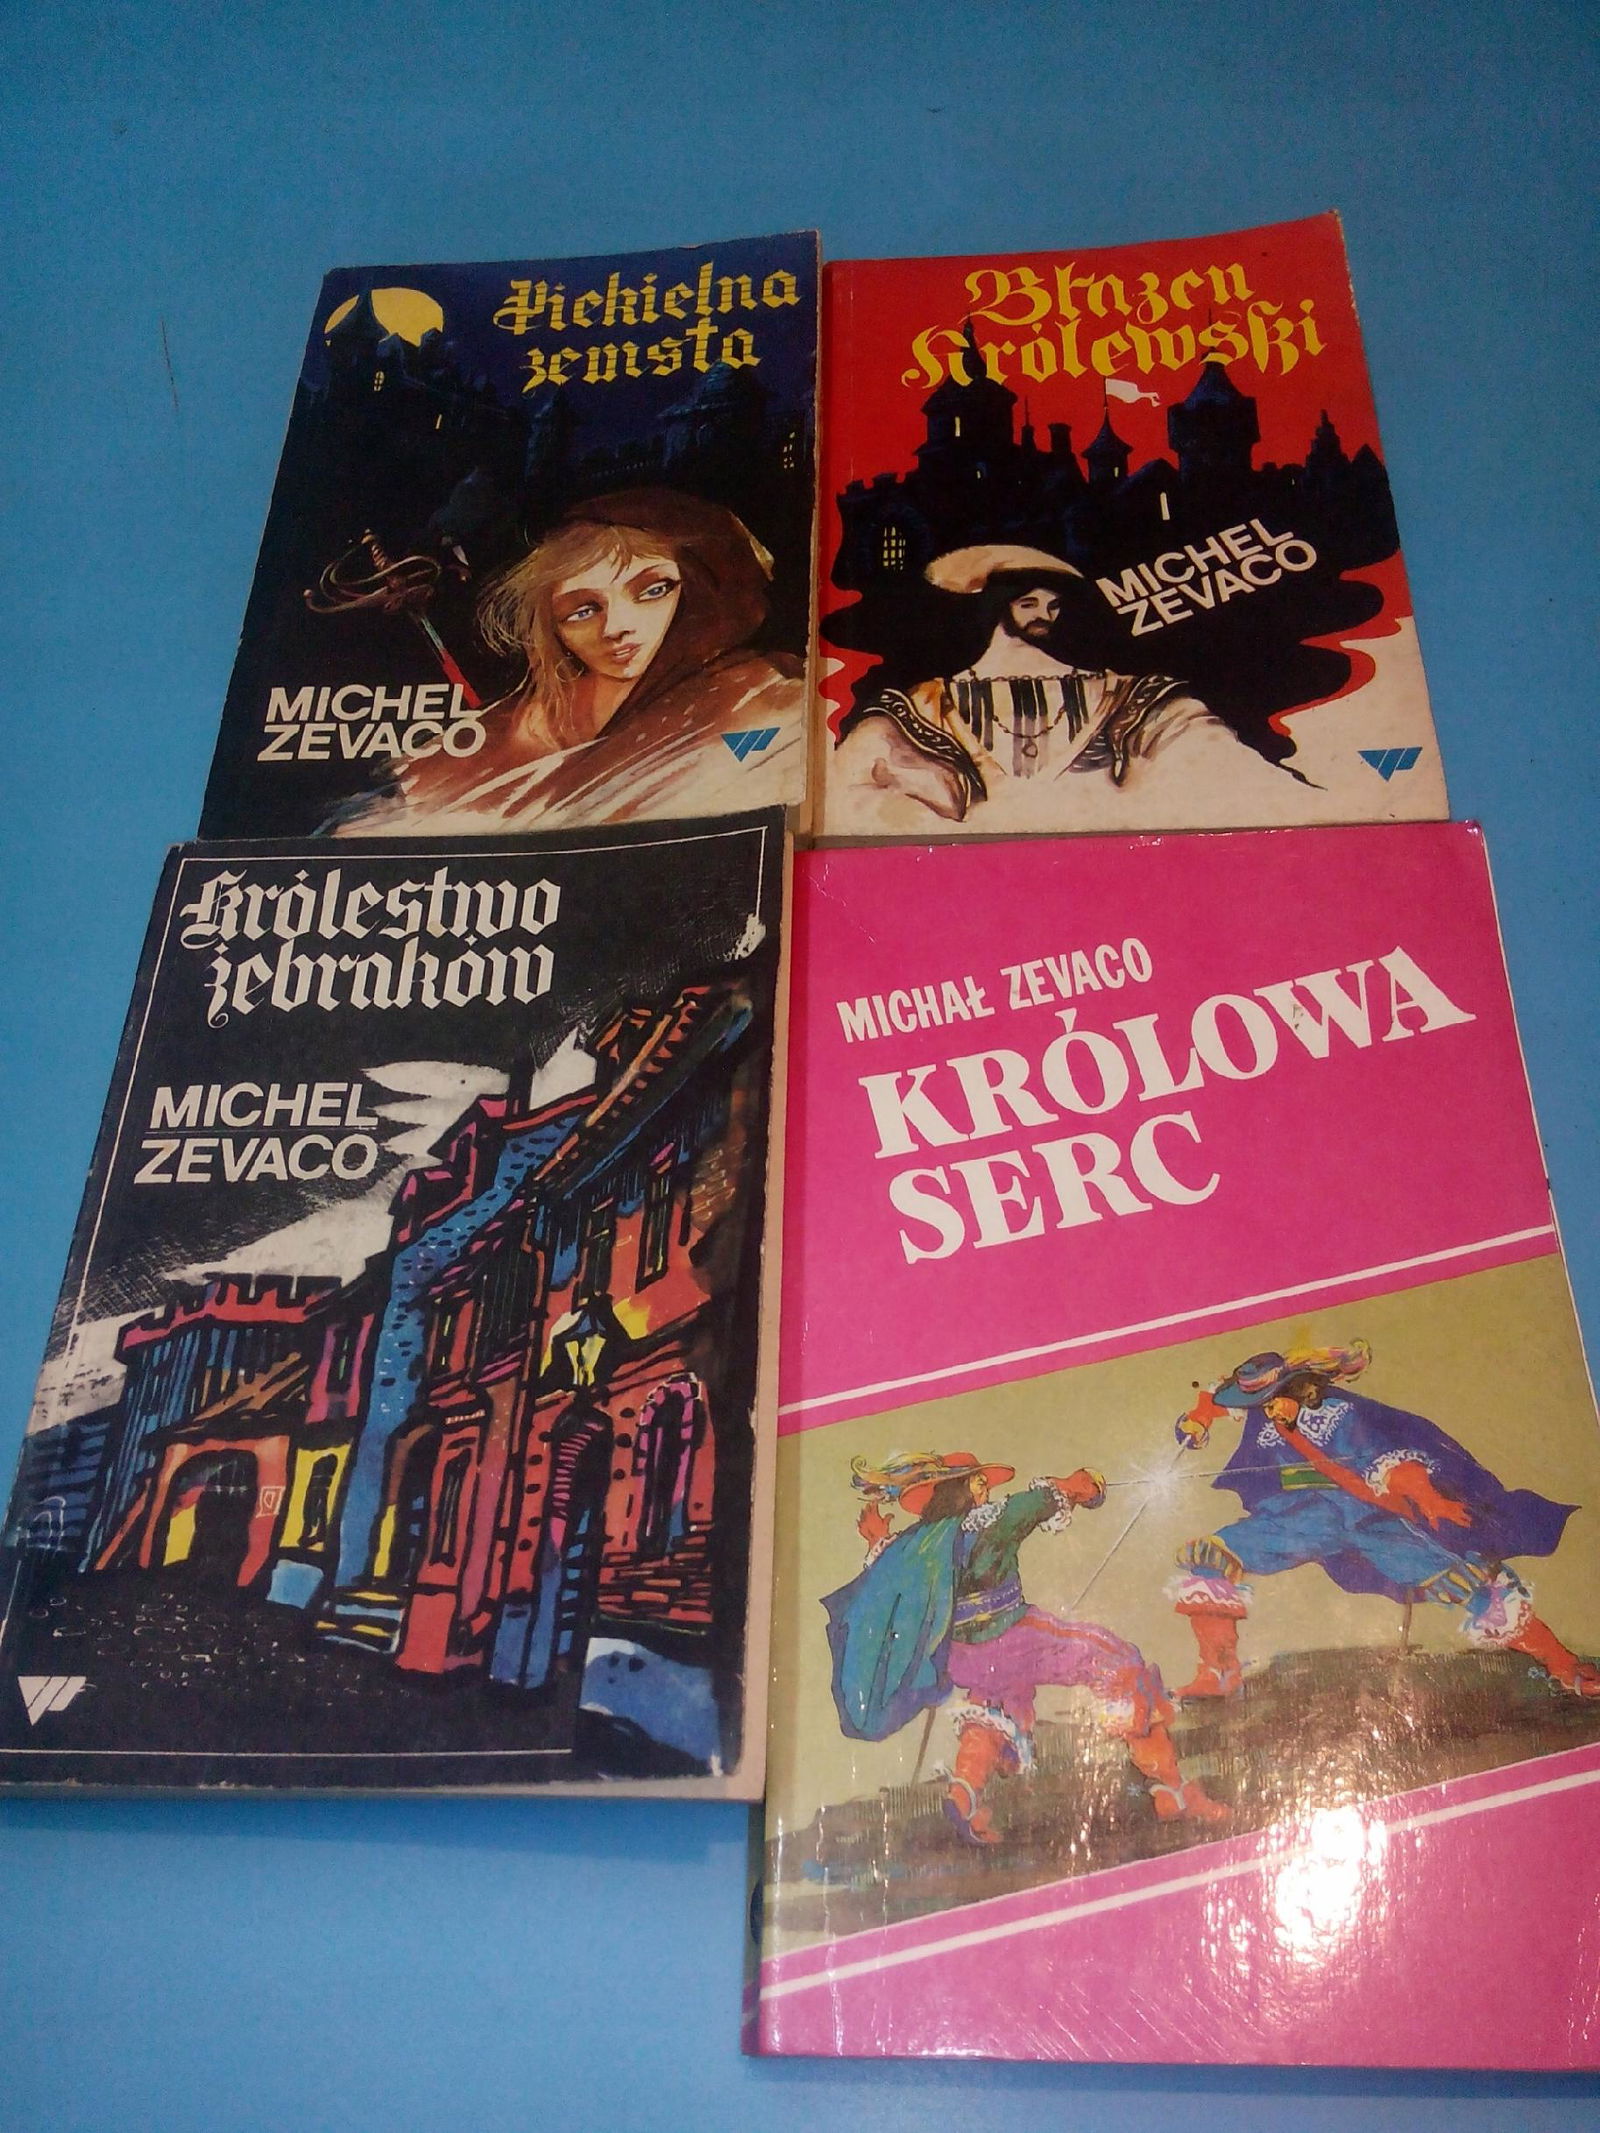 Piekielna
zemsta
MICHEL
ZEVACO
Błazen
Królewski
MICHEL
ZEVACO
Królestwo
żebraków
MICHEL
ZEVACO
MICHAŁ ZEVACO
KRÓLOWA
SERC